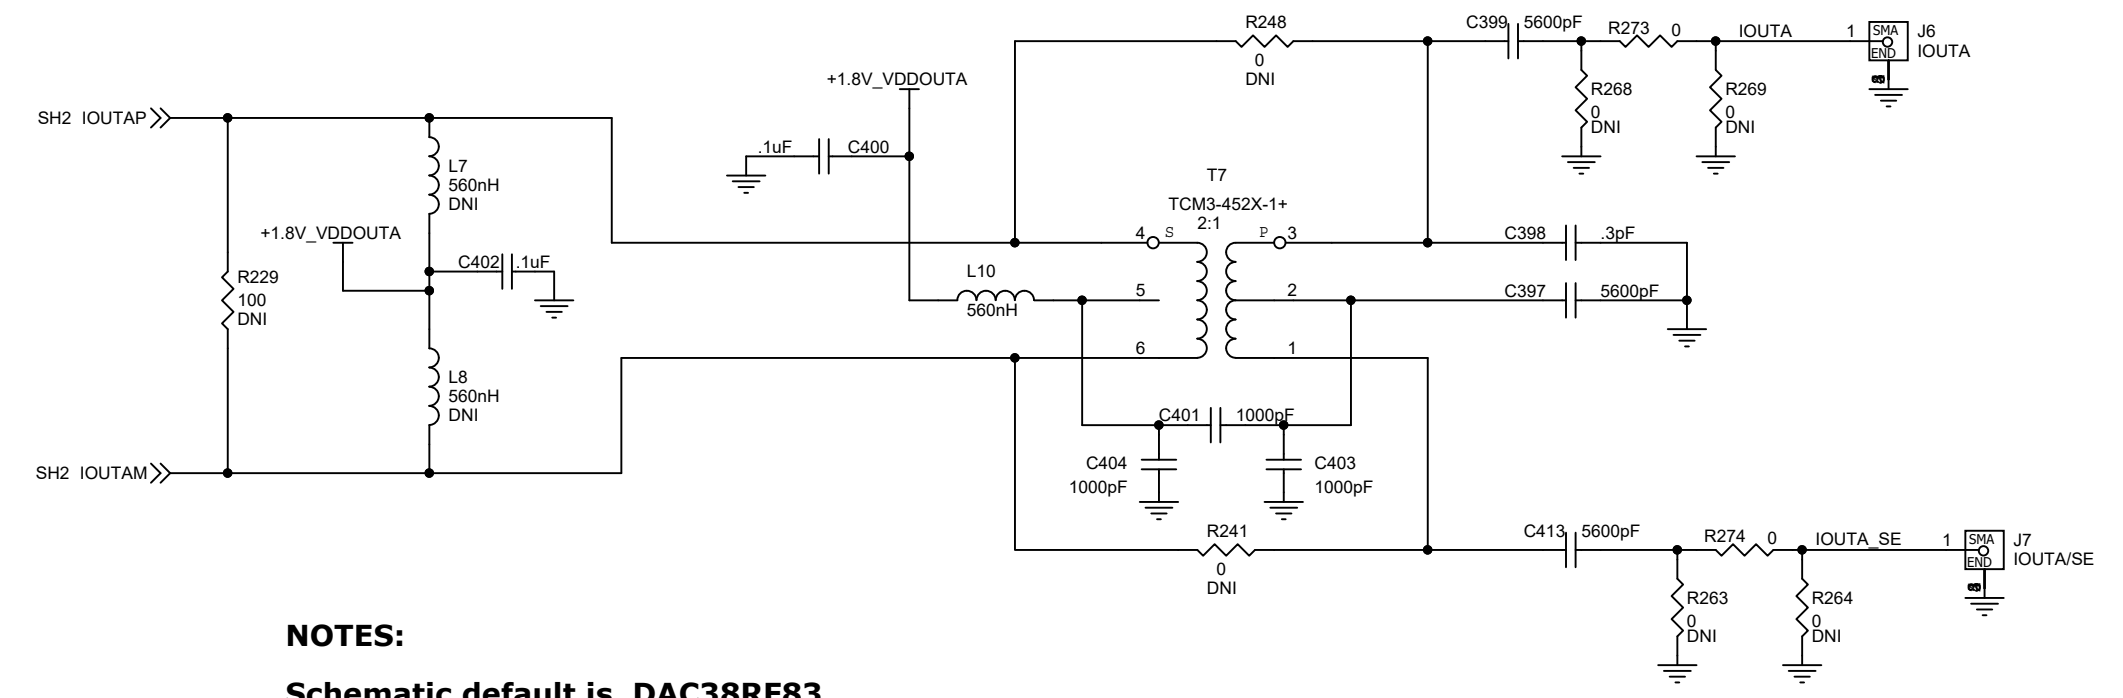 R248
0
DNI
C399 5600pF
R273 0
IOUTA
1
SMA
END
J6
IOUTA
R268
0
DNI
R269
0
DNI
+1.8V_VDDOUTA
.1uF C400
SH2 IOUTAP
L7
560nH
DNI
+1.8V_VDDOUTA
C402 .1uF
R229
100
DNI
L8
560nH
DNI
SH2 IOUTAM
T7
TCM3-452X-1+
2:1
4 S
P 3
L10
560nH
5
2
6
1
C398 .3pF
C397 5600pF
C401 1000pF
C404
1000pF
C403
1000pF
R241
0
DNI
C413 5600pF
R274 0
IOUTA_SE
1
SMA
END
J7
IOUTA/SE
R263
0
DNI
R264
0
DNI
NOTES:
Schematic default is DAC38RF83